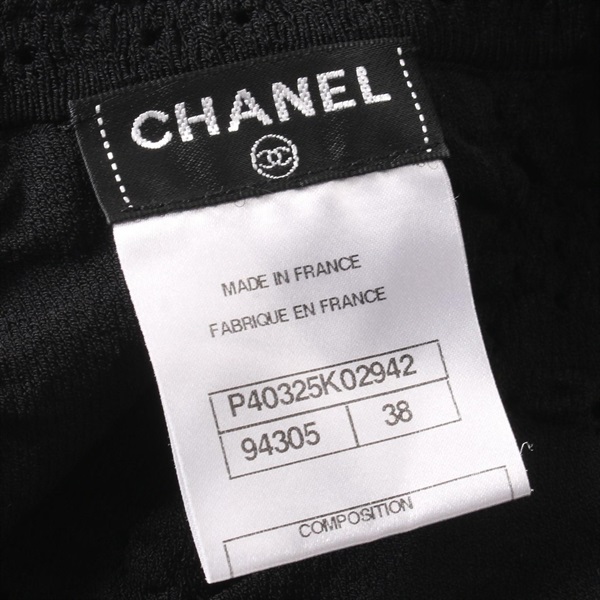 CHANEL
MADE IN FRANCE
FABRIQUE EN FRANCE
P40325K02942
94305 38
COMPOSITION